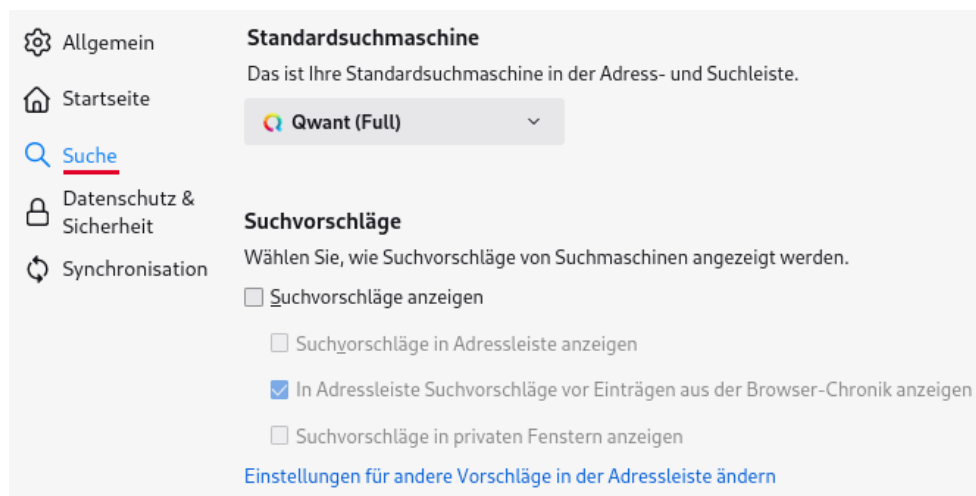 Allgemein
Startseite
Suche
Datenschutz &
Sicherheit
Synchronisation
Standardsuchmaschine
Das ist Ihre Standardsuchmaschine in der Adress- und Suchleiste.
Qwant (Full)
Suchvorschläge
Wählen Sie, wie Suchvorschläge von Suchmaschinen angezeigt werden.
Suchvorschläge anzeigen
Suchvorschläge in Adressleiste anzeigen
In Adressleiste Suchvorschläge vor Einträgen aus der Browser-Chronik anzeigen
Suchvorschläge in privaten Fenstern anzeigen
Einstellungen für andere Vorschläge in der Adressleiste ändern